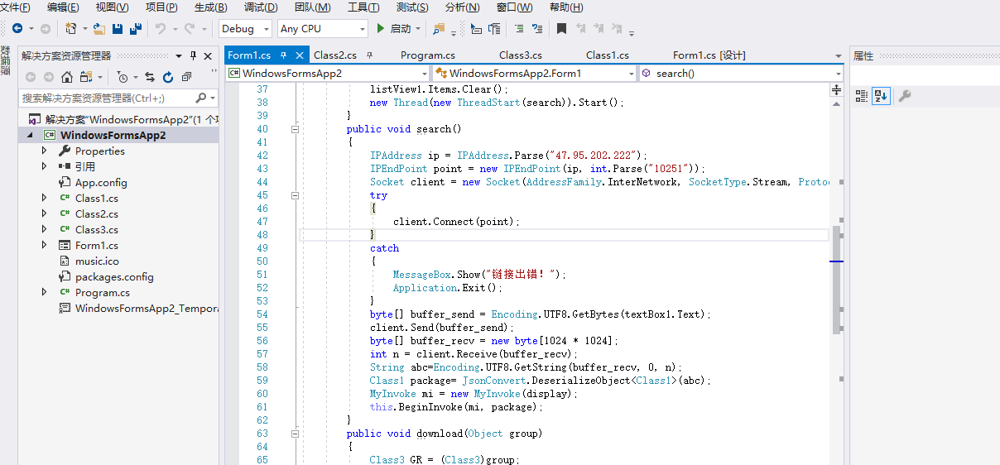 文件(F) 编辑(E) 视图(V) 项目(P) 生成(B) 调试(D) 团队(M) 工具(T) 测试(S) 分析(N) 窗口(W) 帮助(H)
Debug Any CPU 启动
数据源
解决方案资源管理器
搜索解决方案资源管理器(Ctrl+;)
解决方案"WindowsFormsApp2"(1 个项
WindowsFormsApp2
Properties
引用
App.config
Class1.cs
Class2.cs
Class3.cs
Form1.cs
music.ico
packages.config
Program.cs
WindowsFormsApp2_Tempora
Form1.cs Class2.cs Program.cs Class3.cs Class1.cs Form1.cs [设计]
WindowsFormsApp2 WindowsFormsApp2.Form1 search()
37 listView1.Items.Clear();
38 new Thread(new ThreadStart(search)).Start();
39 }
40 public void search()
41 {
42 IPAddress ip = IPAddress.Parse("47.95.202.222");
43 IPEndPoint point = new IPEndPoint(ip, int.Parse("10251"));
44 Socket client = new Socket(AddressFamily.InterNetwork, SocketType.Stream, Protoc
45 try
46 {
47 client.Connect(point);
48 }
49 catch
50 {
51 MessageBox.Show("链接出错！");
52 Application.Exit();
53 }
54 byte[] buffer_send = Encoding.UTF8.GetBytes(textBox1.Text);
55 client.Send(buffer_send);
56 byte[] buffer_recv = new byte[1024 * 1024];
57 int n = client.Receive(buffer_recv);
58 String abc=Encoding.UTF8.GetString(buffer_recv, 0, n);
59 Class1 package= JsonConvert.DeserializeObject<Class1>(abc);
60 MyInvoke mi = new MyInvoke(display);
61 this.BeginInvoke(mi, package);
62 }
63 public void download(Object group)
64 {
65 Class3 GR = (Class3)group;
属性